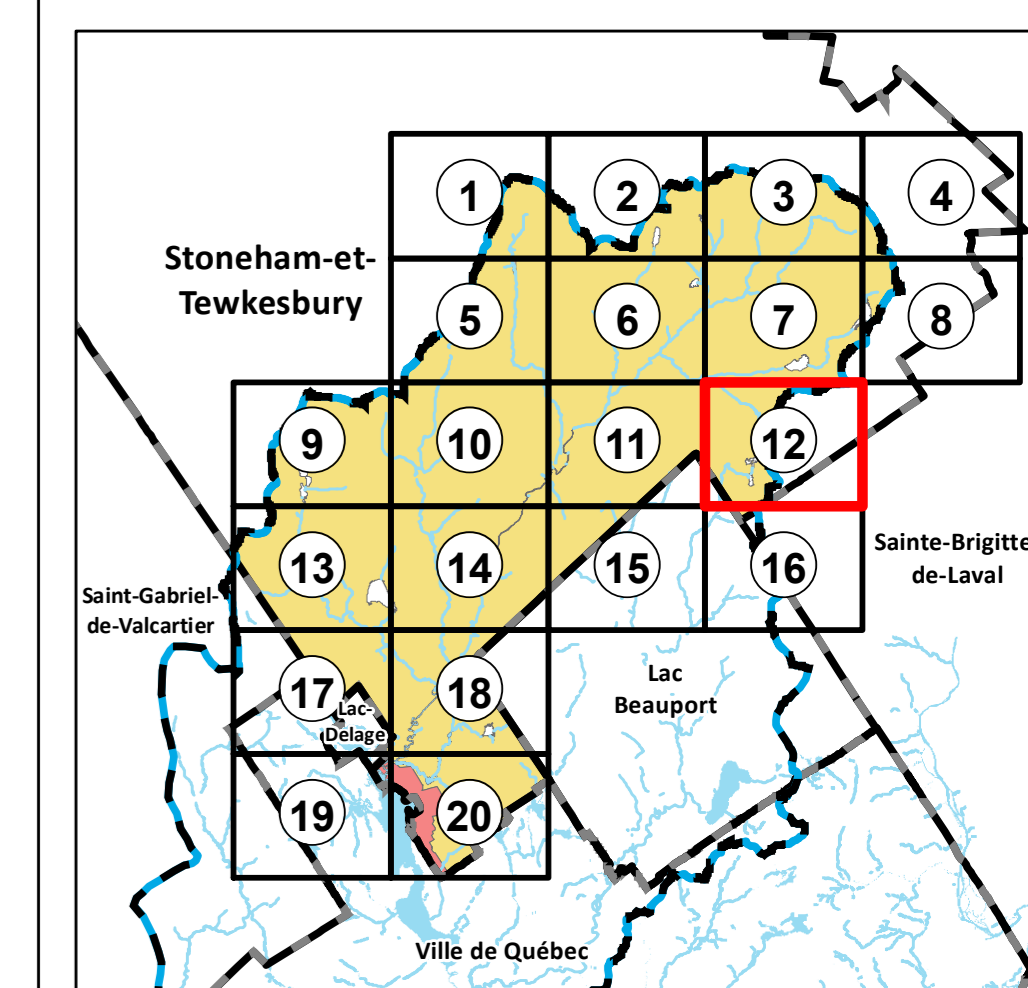 1
2
3
4
Stoneham-et-
Tewkesbury
5
6
7
8
9
10
11
12
13
14
15
16
Sainte-Brigitte
de-Laval
Saint-Gabriel-
de-Valcartier
17
18
Lac-
Delage
Lac
Beauport
19
20
Ville de Québec